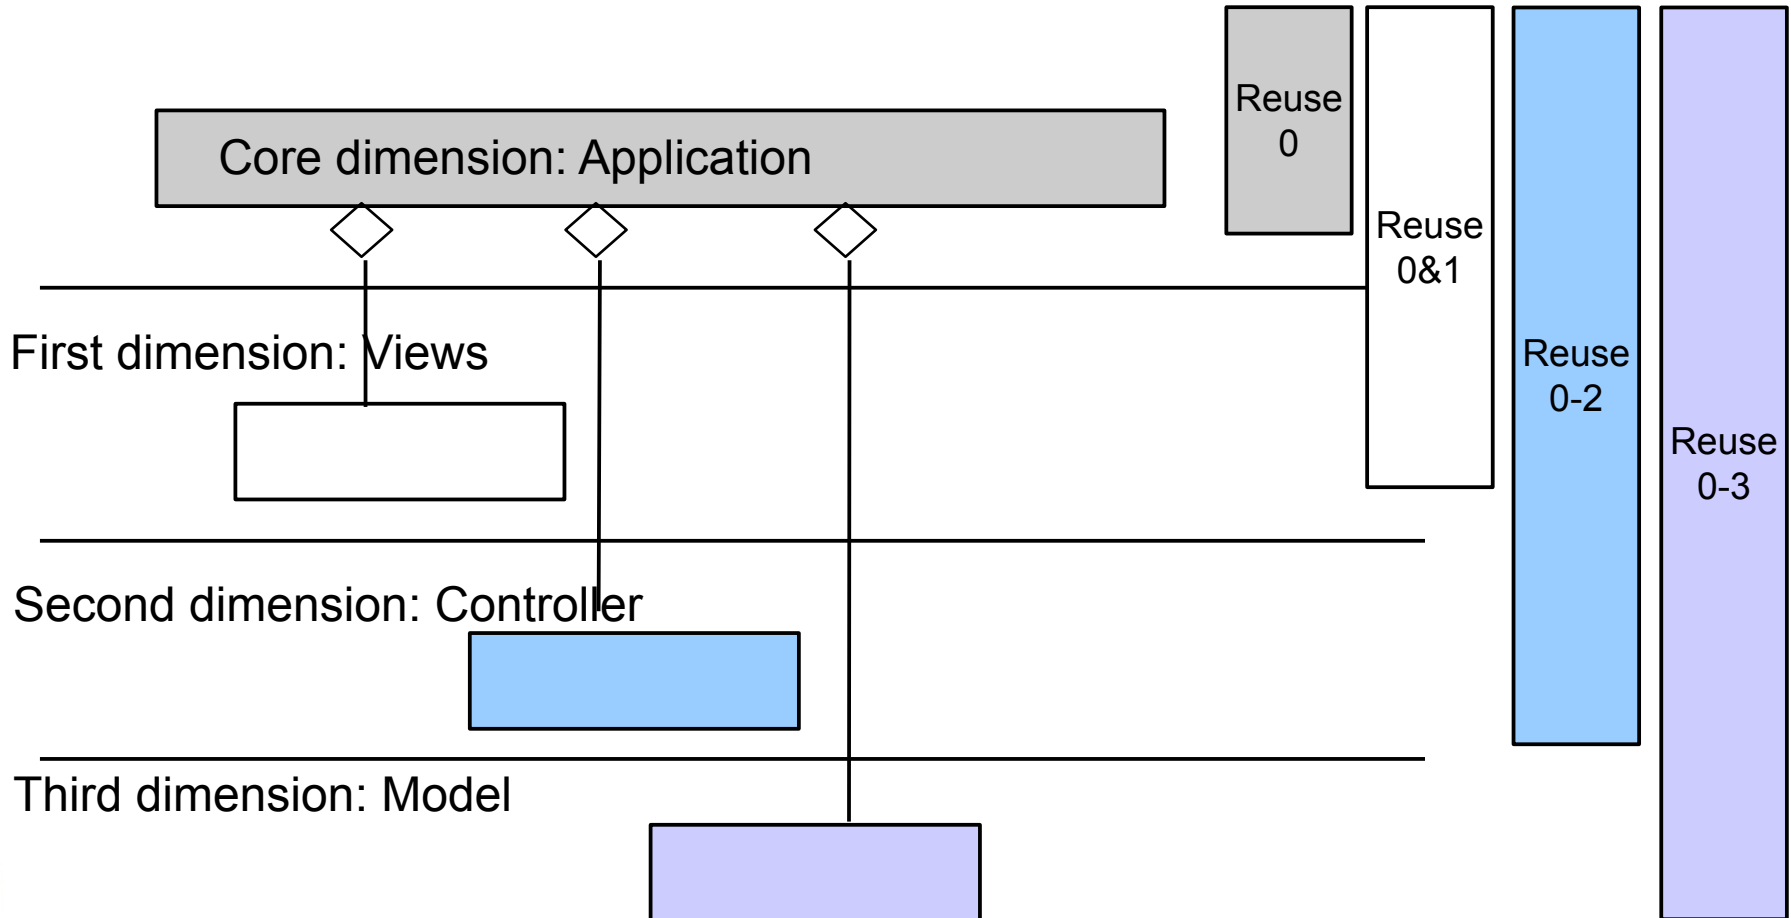 Reuse
0
Core dimension: Application
Reuse
0&1
First dimension: Views
Reuse
0-2
Reuse
0-3
Second dimension: Controller
Third dimension: Model